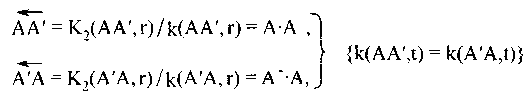 AA′ = K₂(AA′,r)/k(AA′,r) = A·A ,
{k(AA′,t) = k(A′A,t)}
A′A = K₂(A′A,r)/k(A′A,r) = A⁻·A,